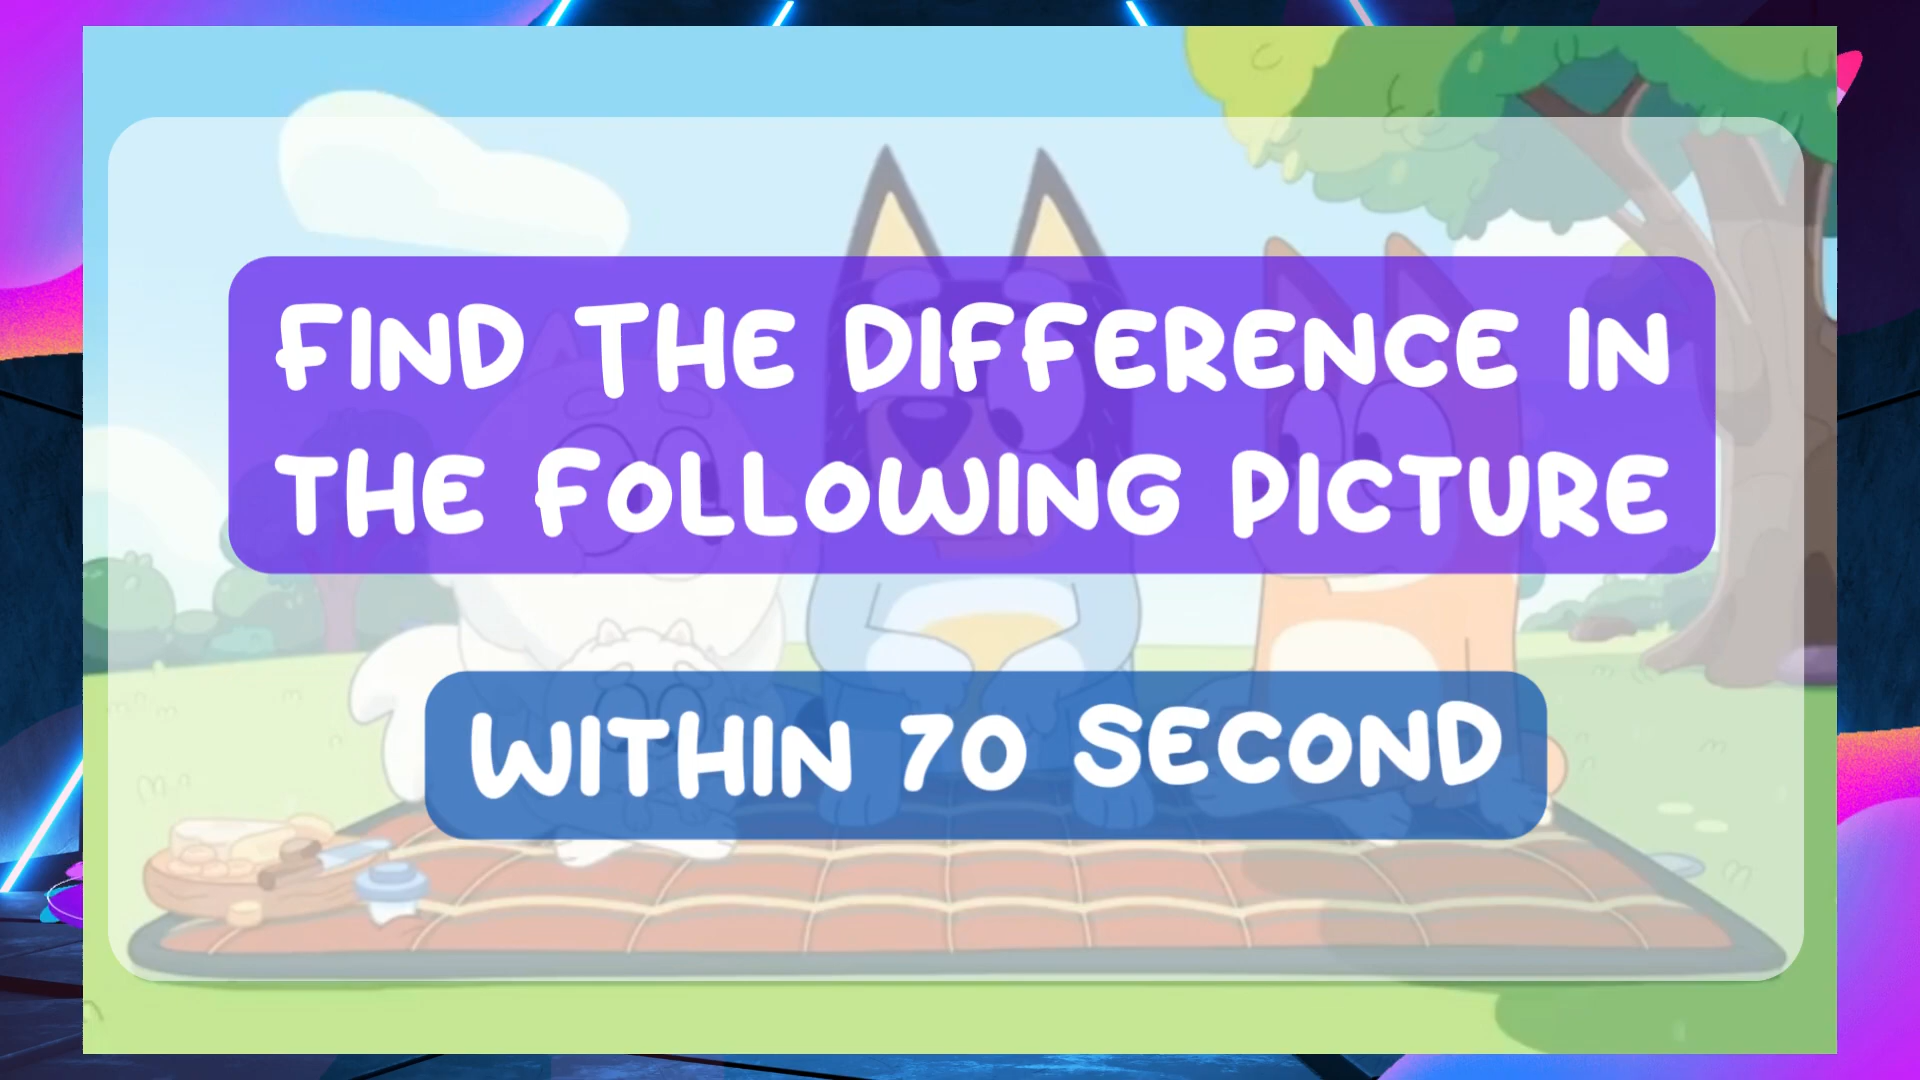 FIND THE DIFFERENCE IN
THE FOLLOWING PICTURE
WITHIN 70 SECOND